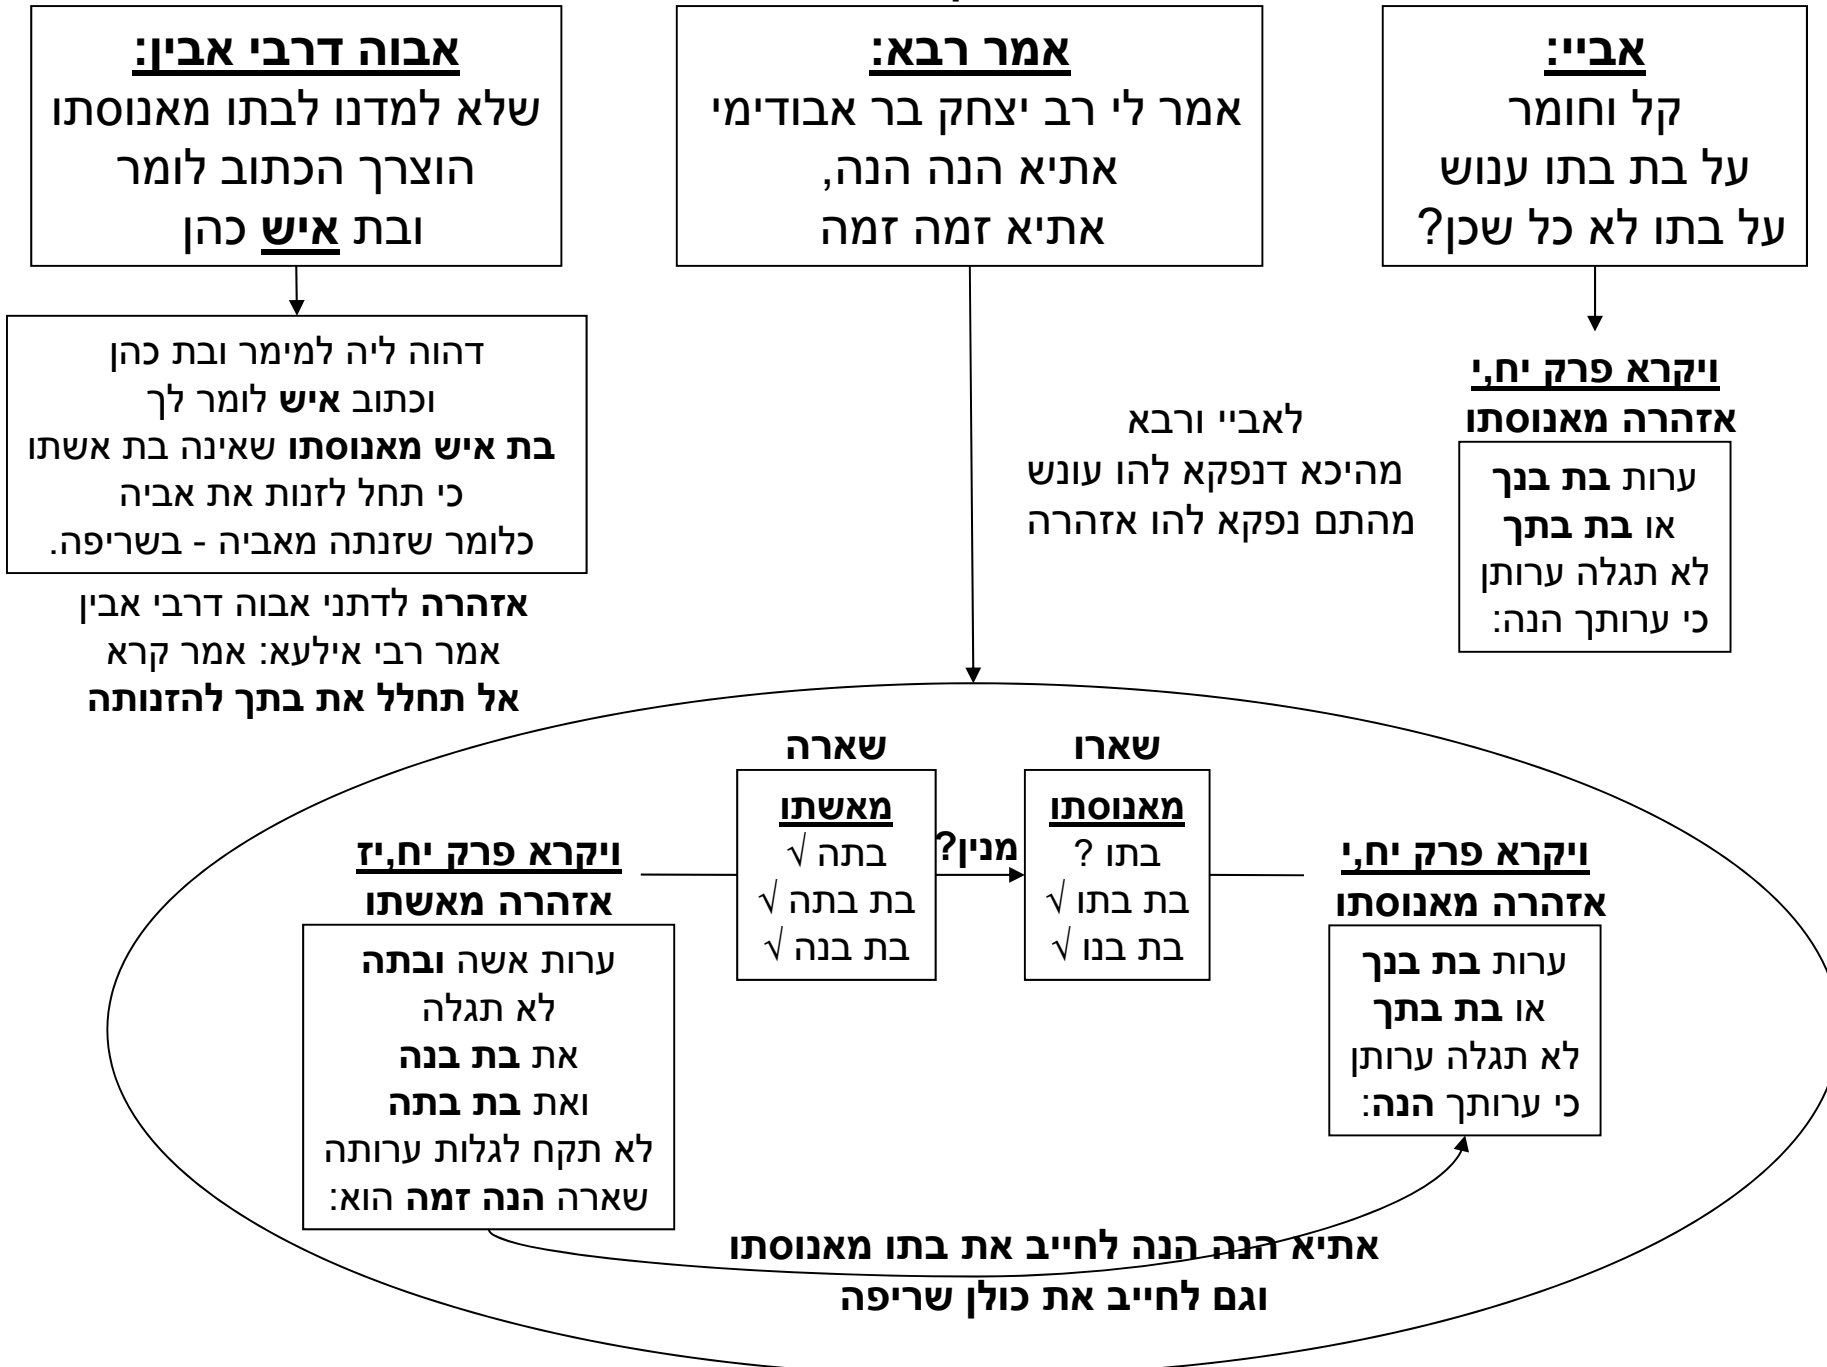 אביי:
קל וחומר
על בת בתו ענוש
על בתו לא כל שכן?
ויקרא פרק יח,י
אזהרה מאנוסתו
ערות בת בנך
או בת בתך
לא תגלה ערותן
כי ערותך הנה:
אמר רבא:
אמר לי רב יצחק בר אבודימי
אתיא הנה הנה,
אתיא זמה זמה
לאביי ורבא
מהיכא דנפקא להו עונש
מהתם נפקא להו אזהרה
אבוה דרבי אבין:
שלא למדנו לבתו מאנוסתו
הוצרך הכתוב לומר
ובת איש כהן
דהוה ליה למימר ובת כהן
וכתוב איש לומר לך
בת איש מאנוסתו שאינה בת אשתו
כי תחל לזנות את אביה
כלומר שזנתה מאביה - בשריפה.
אזהרה לדתני אבוה דרבי אבין
אמר רבי אילעא: אמר קרא
אל תחלל את בתך להזנותה
ויקרא פרק יח,י
אזהרה מאנוסתו
ערות בת בנך
או בת בתך
לא תגלה ערותן
כי ערותך הנה:
שארו
מאנוסתו
בתו ?
בת בתו √
בת בנו √
מנין?
שארה
מאשתו
בתה √
בת בתה √
בת בנה √
ויקרא פרק יח,יז
אזהרה מאשתו
ערות אשה ובתה
לא תגלה
את בת בנה
ואת בת בתה
לא תקח לגלות ערותה
שארה הנה זמה הוא:
אתיא הנה הנה לחייב את בתו מאנוסתו
וגם לחייב את כולן שריפה